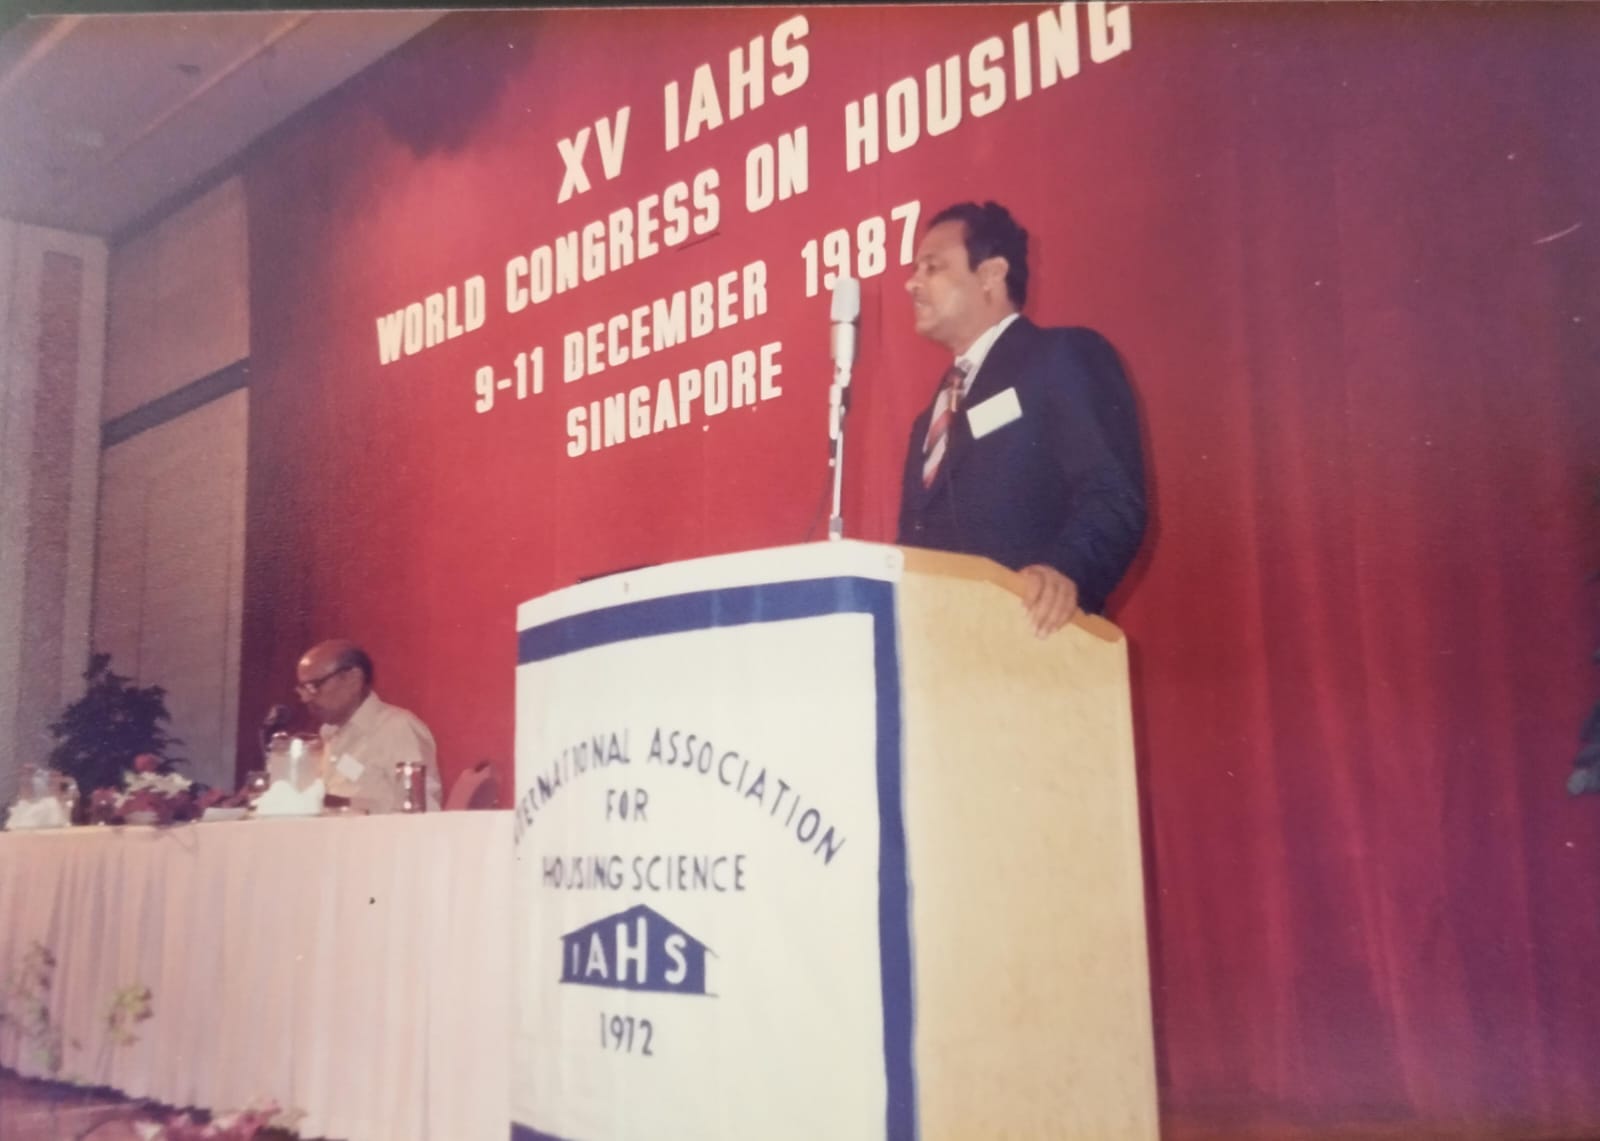 XV IAHS
WORLD CONGRESS ON HOUSING
9-11 DECEMBER 1987
SINGAPORE
INTERNATIONAL ASSOCIATION
FOR
HOUSING SCIENCE
IAHS
1972